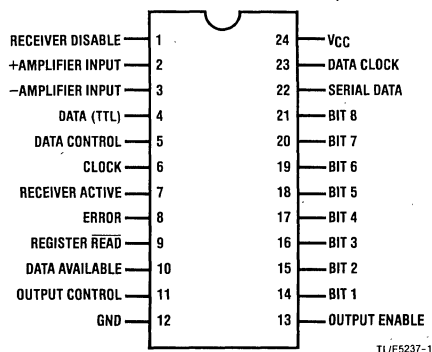 RECEIVER DISABLE 1 24 VCC
+AMPLIFIER INPUT 2 23 DATA CLOCK
−AMPLIFIER INPUT 3 22 SERIAL DATA
DATA (TTL) 4 21 BIT 8
DATA CONTROL 5 20 BIT 7
CLOCK 6 19 BIT 6
RECEIVER ACTIVE 7 18 BIT 5
ERROR 8 17 BIT 4
REGISTER READ 9 16 BIT 3
DATA AVAILABLE 10 15 BIT 2
OUTPUT CONTROL 11 14 BIT 1
GND 12 13 OUTPUT ENABLE
TL/F5237-1